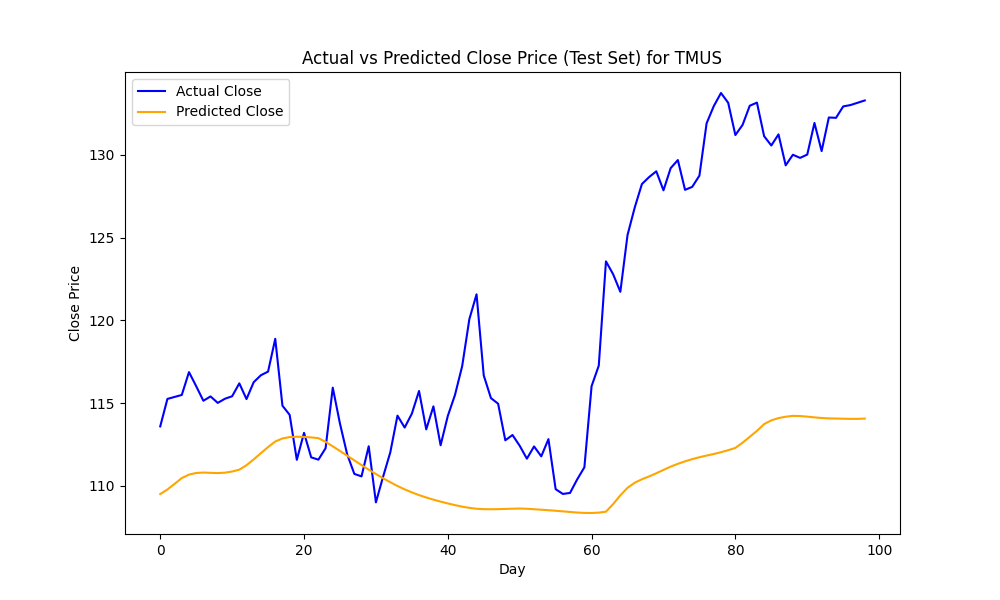 Actual vs Predicted Close Price (Test Set) for TMUS
Actual Close
Predicted Close
Close Price
130
125
120
115
110
0 20 40 60 80 100
Day